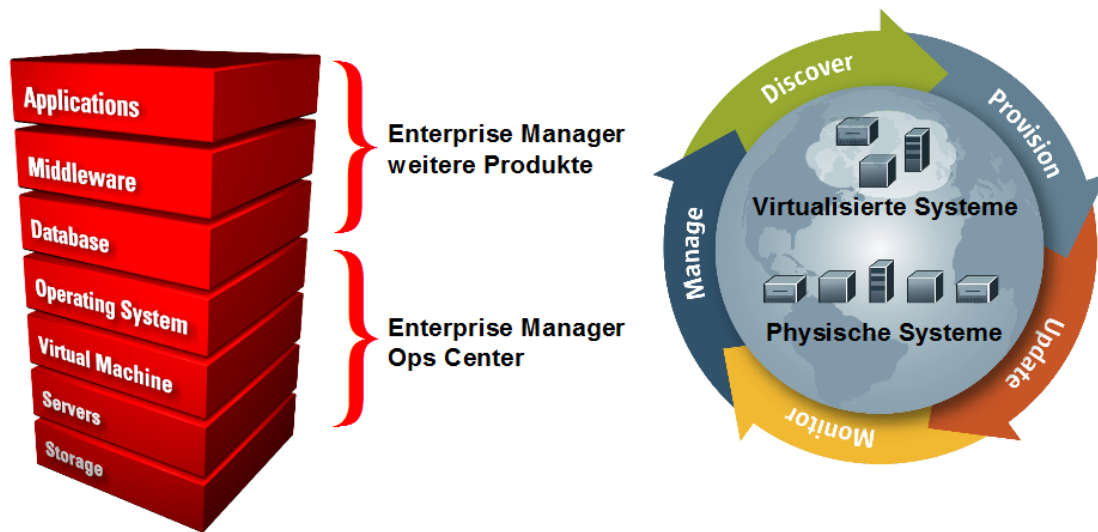 Applications
Middleware
Database
Operating System
Virtual Machine
Servers
Storage
Enterprise Manager
weitere Produkte
Enterprise Manager
Ops Center
Discover
Provision
Update
Monitor
Manage
Virtualisierte Systeme
Physische Systeme